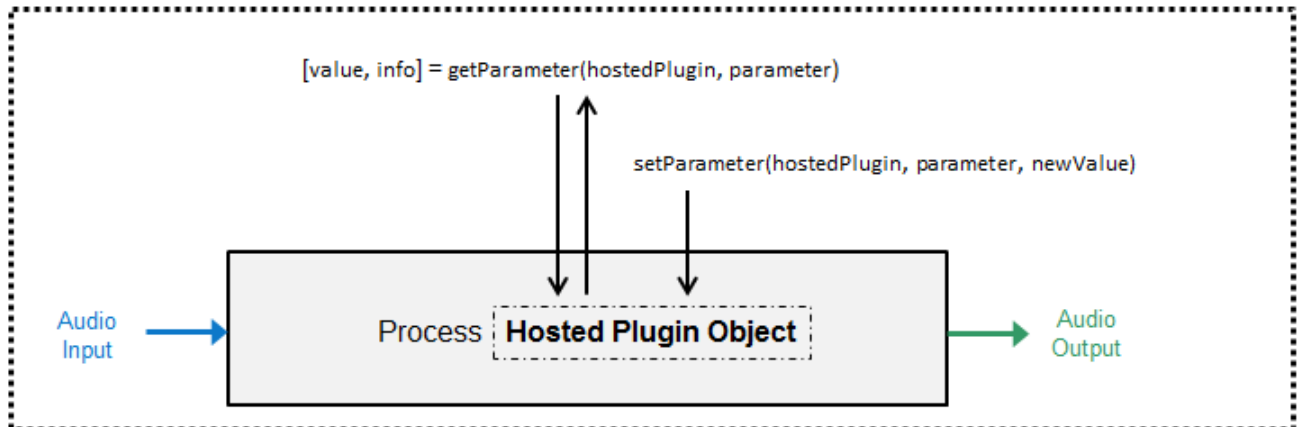 [value, info] = getParameter(hostedPlugin, parameter)
setParameter(hostedPlugin, parameter, newValue)
Audio
Input
Process Hosted Plugin Object
Audio
Output